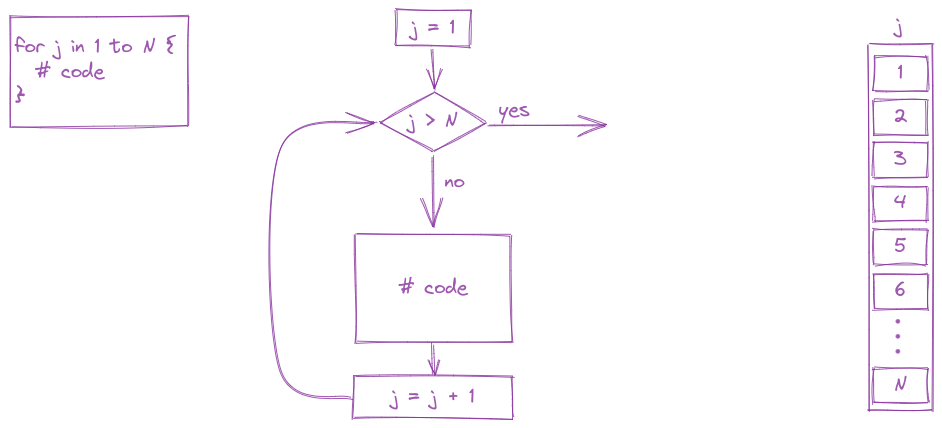 for j in 1 to N {
# code
}
j = 1
j > N
yes
no
# code
j = j + 1
j
1
2
3
4
5
6
N